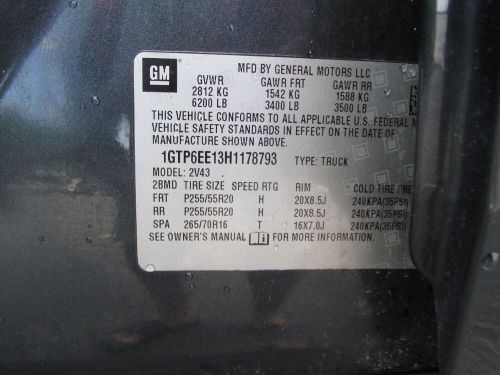 GM
MFD BY GENERAL MOTORS LLC
GVWR GAWR FRT GAWR RR
2812 KG 1542 KG 1588 KG
6200 LB 3400 LB 3500 LB
THIS VEHICLE CONFORMS TO ALL APPLICABLE U.S. FEDERAL M
VEHICLE SAFETY STANDARDS IN EFFECT ON THE DATE OF
MANUFACTURE SHOWN ABOVE.
1GTP6EE13H1178793 TYPE: TRUCK
MODEL: 2V43
2BMD TIRE SIZE SPEED RTG RIM COLD TIRE PRE
FRT P255/55R20 H 20X8.5J 240KPA(35PSI)
RR P255/55R20 H 20X8.5J 240KPA(35PSI)
SPA 265/70R16 T 16X7.0J 240KPA(35PSI)
SEE OWNER'S MANUAL FOR MORE INFORMATION.